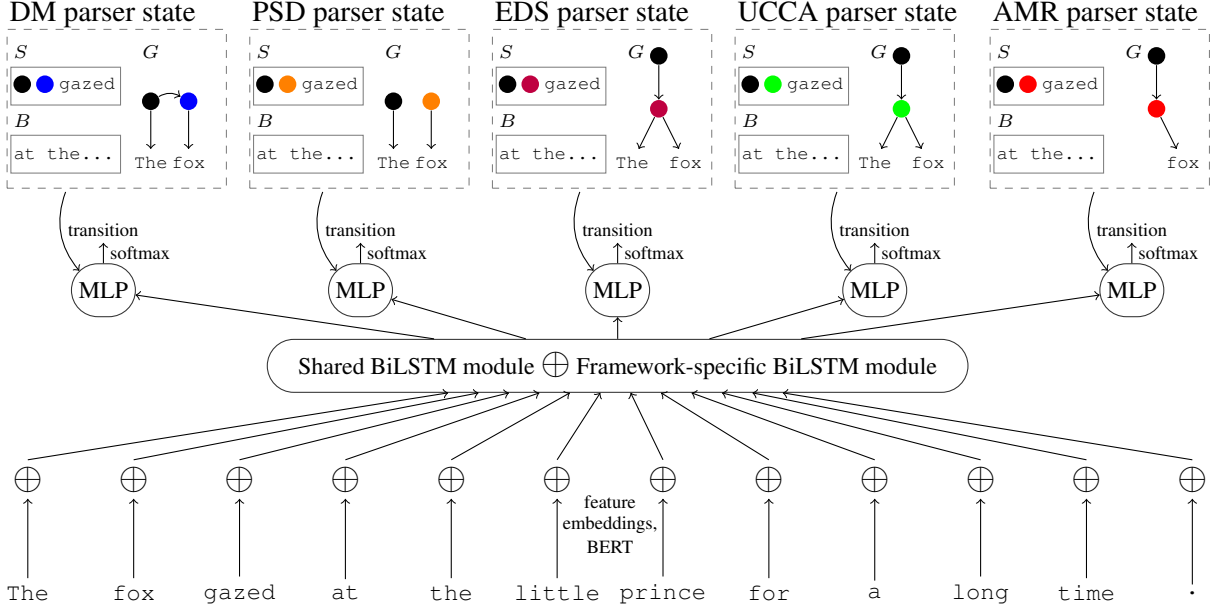 DM parser state
PSD parser state
EDS parser state
UCCA parser state
AMR parser state
S G
gazed
B
at the...
The fox
S G
gazed
B
at the...
The fox
S G
gazed
B
at the...
The fox
S G
gazed
B
at the...
The fox
S G
gazed
B
at the...
fox
transition
softmax
MLP
transition
softmax
MLP
transition
softmax
MLP
transition
softmax
MLP
transition
softmax
MLP
Shared BiLSTM module ⊕ Framework-specific BiLSTM module
feature
embeddings,
BERT
The fox gazed at the little prince for a long time .